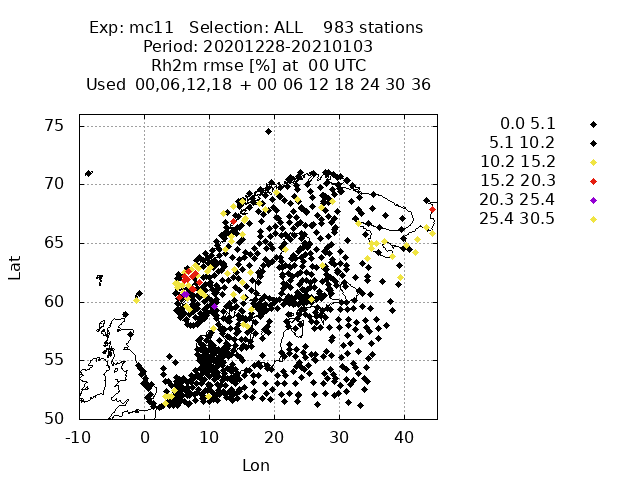 Exp: mc11   Selection: ALL    983 stations
Period: 20201228-20210103
Rh2m rmse [%] at  00 UTC
Used  00,06,12,18  + 00 06 12 18 24 30 36
75
70
65
60
55
50
-10 0 10 20 30 40
Lat
Lon
0.0 5.1
5.1 10.2
10.2 15.2
15.2 20.3
20.3 25.4
25.4 30.5